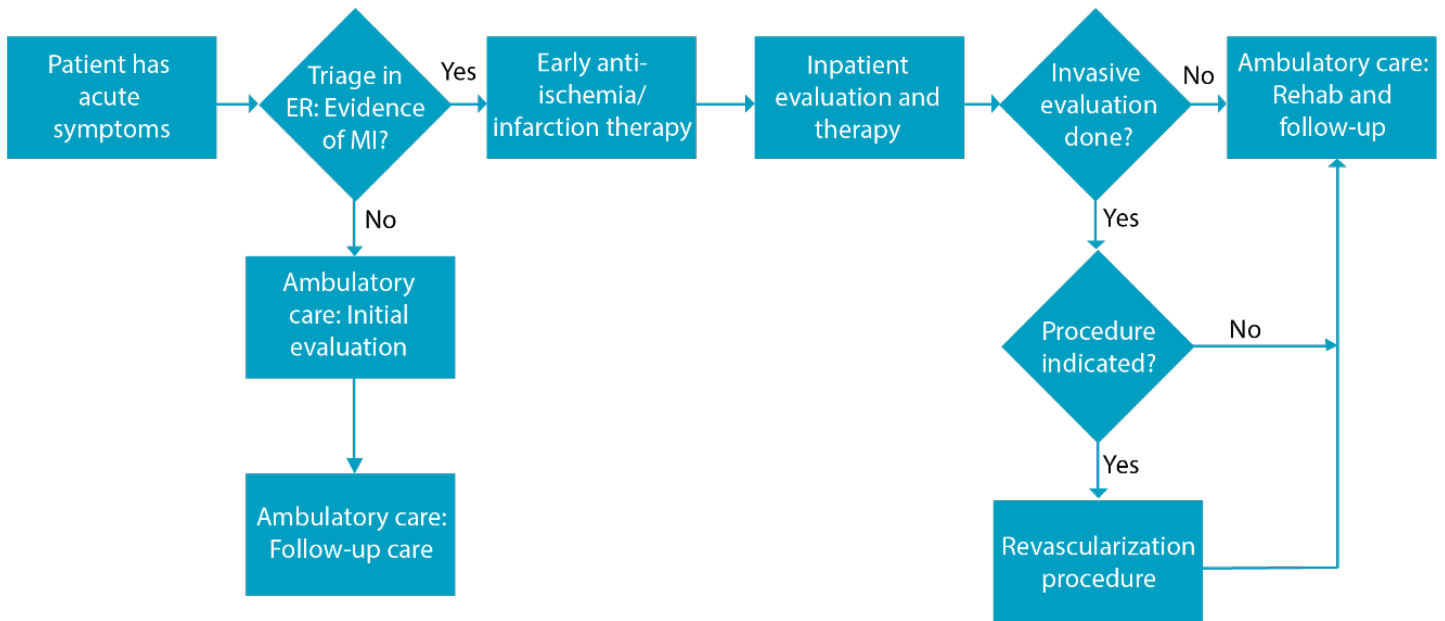 Patient has
acute
symptoms
Triage in
ER: Evidence
of MI?
Yes
Early anti-
ischemia/
infarction therapy
Inpatient
evaluation and
therapy
Invasive
evaluation
done?
No
Ambulatory care:
Rehab and
follow-up
No
Ambulatory
care: Initial
evaluation
Ambulatory care:
Follow-up care
Yes
Procedure
indicated?
No
Yes
Revascularization
procedure